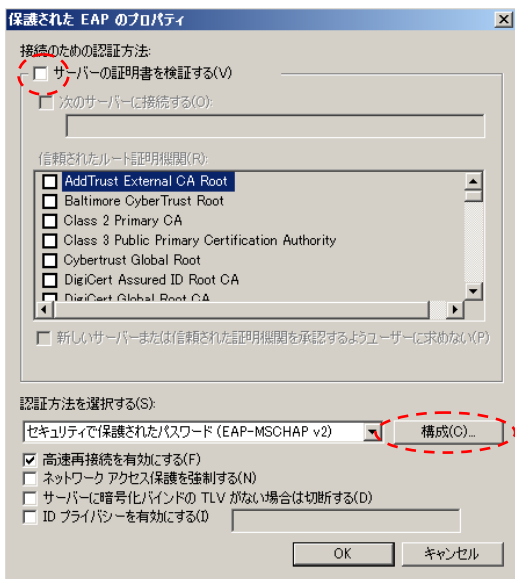 保護された EAP のプロパティ
接続のための認証方法:
サーバーの証明書を検証する(V)
次のサーバーに接続する(O):
信頼されたルート証明機関(R):
AddTrust External CA Root
Baltimore CyberTrust Root
Class 2 Primary CA
Class 3 Public Primary Certification Authority
Cybertrust Global Root
DigiCert Assured ID Root CA
DigiCert Global Root CA
新しいサーバーまたは信頼された証明機関を承認するようユーザーに求めない(P)
認証方法を選択する(S):
セキュリティで保護されたパスワード (EAP-MSCHAP v2)
構成(C)...
高速再接続を有効にする(F)
ネットワーク アクセス保護を強制する(N)
サーバーに暗号化バインドの TLV がない場合は切断する(D)
ID プライバシーを有効にする(I)
OK
キャンセル